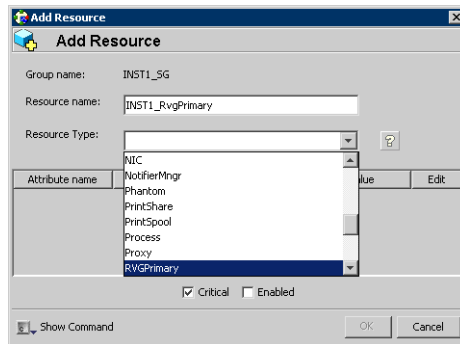 Add Resource
Add Resource
Group name: INST1_SG
Resource name: INST1_RvgPrimary
Resource Type:
NIC
NotifierMngr
Phantom
PrintShare
PrintSpool
Process
Proxy
RVGPrimary
Attribute name Edit
Critical Enabled
Show Command OK Cancel